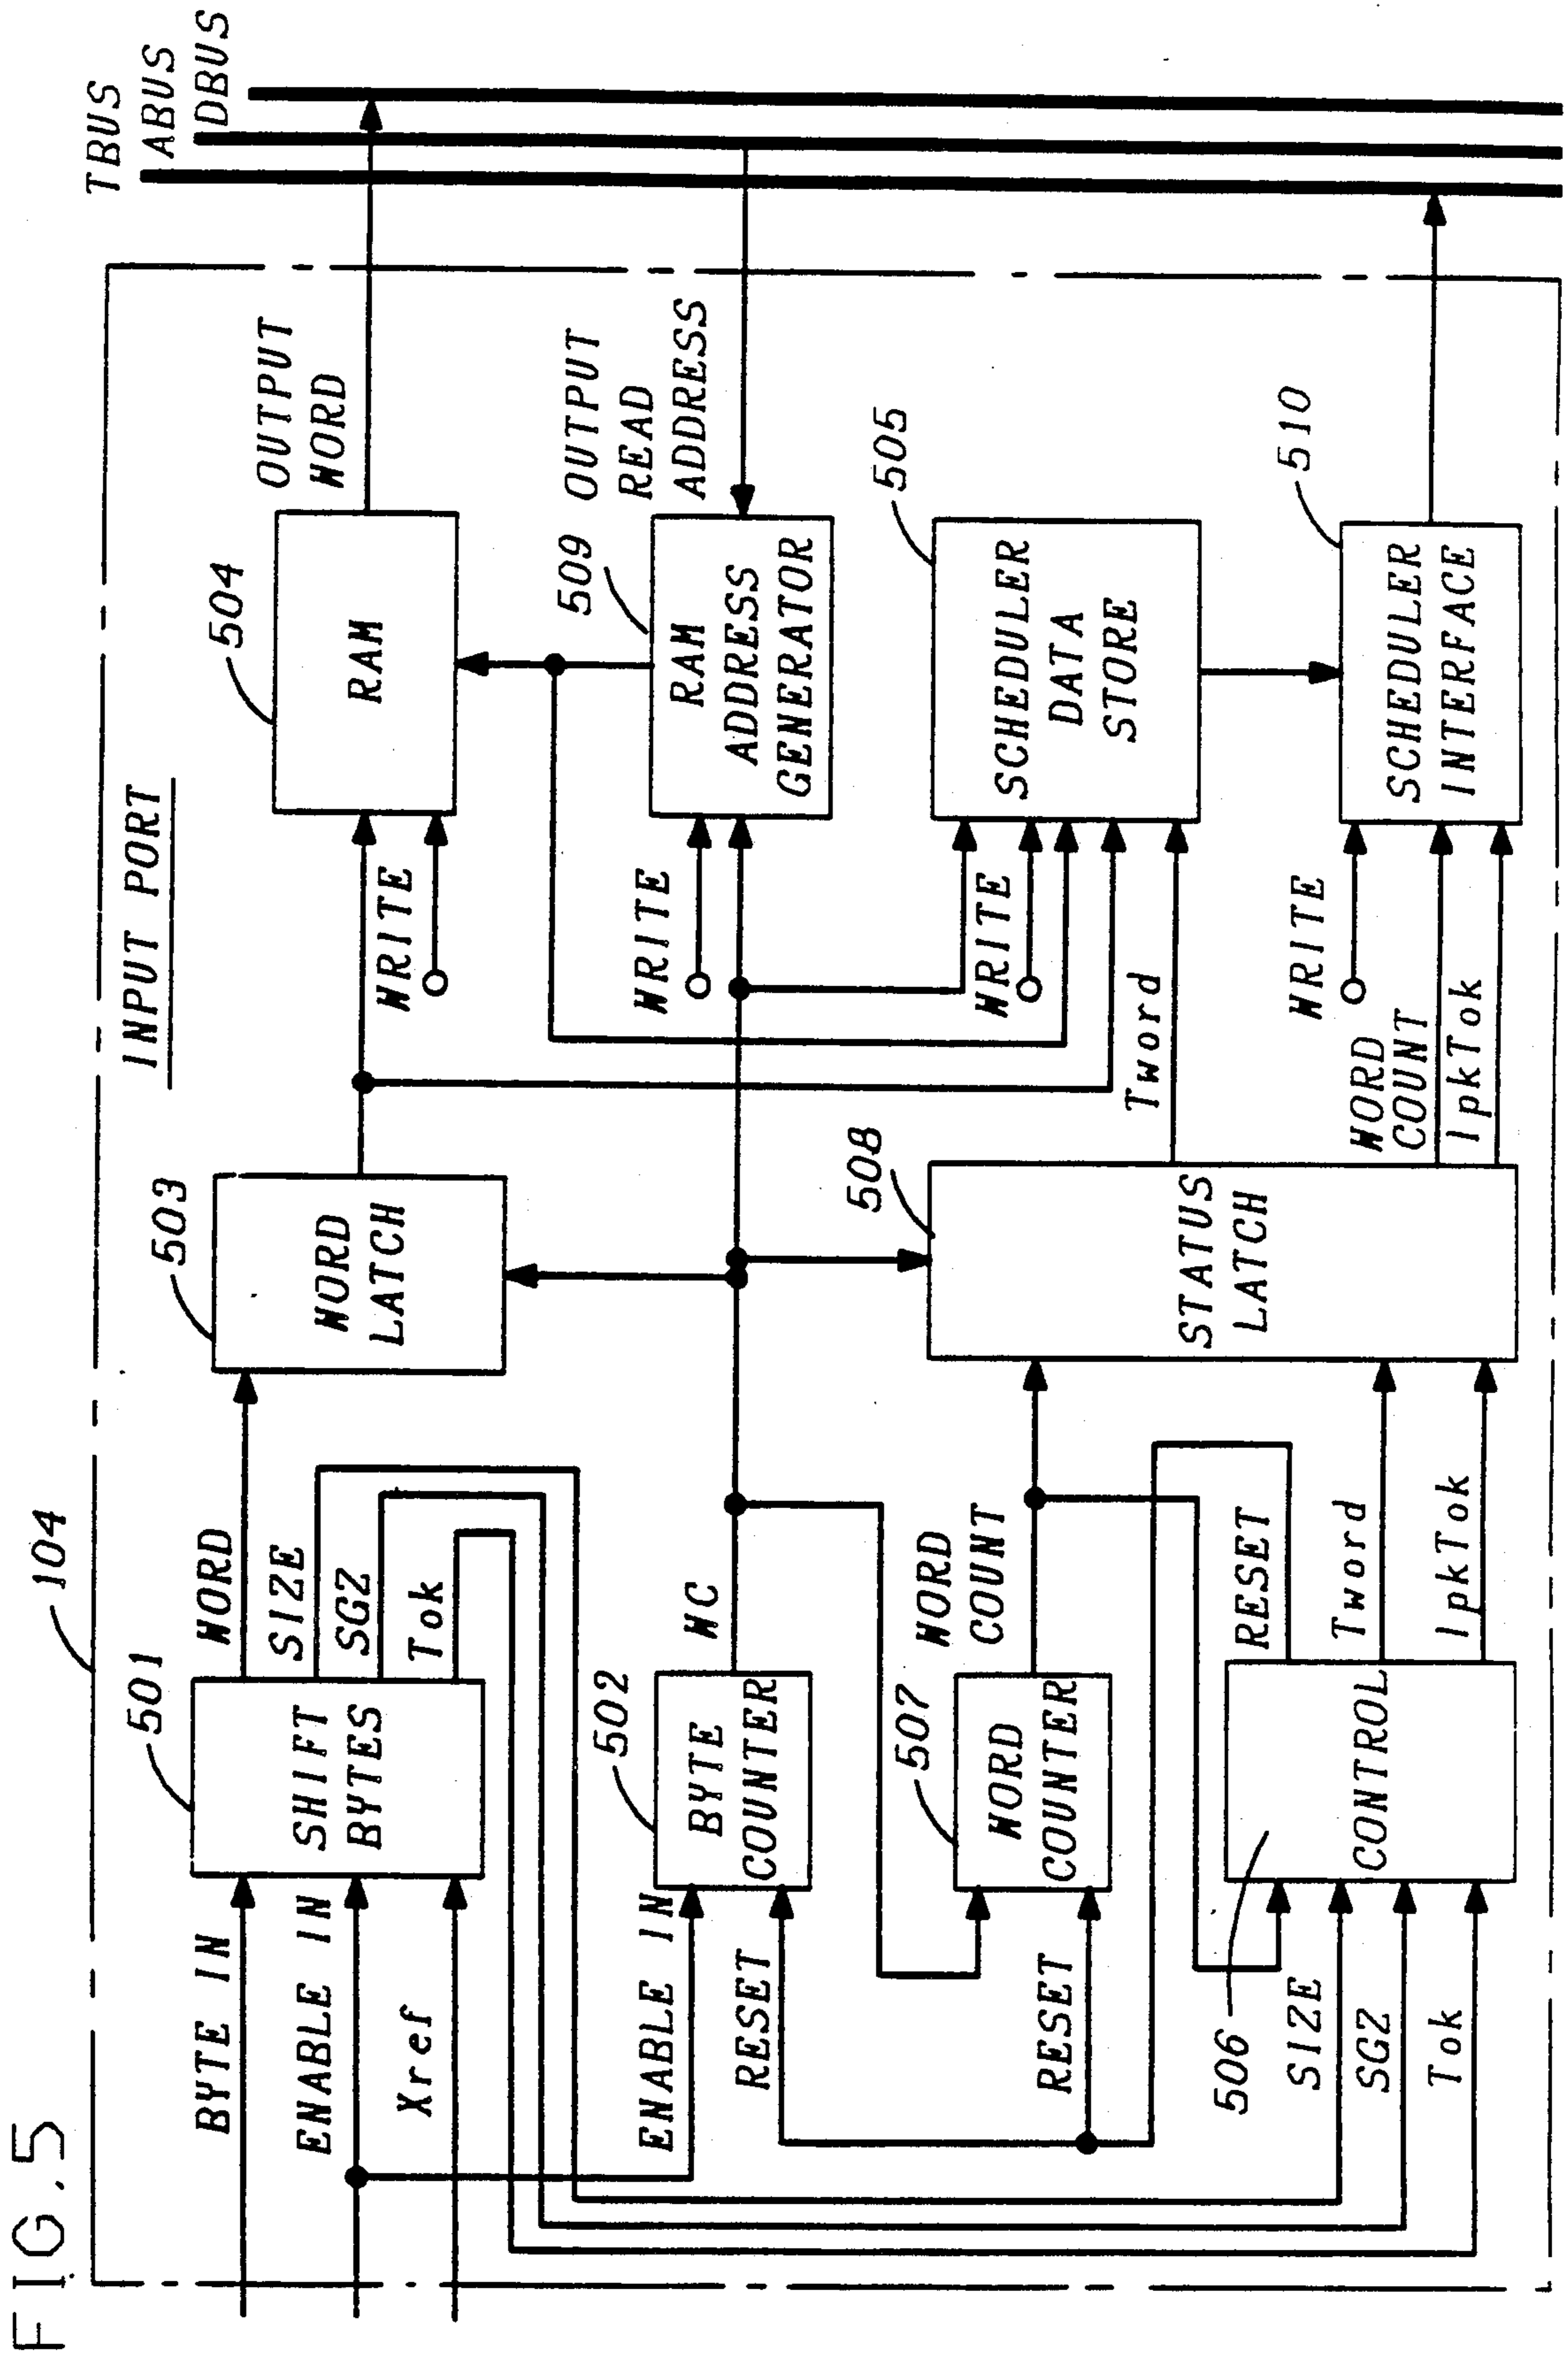 FIG.5
104
INPUT PORT
TBUS
ABUS
DBUS
BYTE IN
ENABLE IN
Xref
501
SHIFT
BYTES
WORD
SIZE
SGZ
Tok
503
WORD
LATCH
WRITE
504
RAM
OUTPUT
WORD
ENABLE IN
RESET
502
BYTE
COUNTER
WC
WRITE
509
RAM
ADDRESS
GENERATOR
OUTPUT
READ
ADDRESS
RESET
507
WORD
COUNTER
WORD
COUNT
508
STATUS
LATCH
WRITE
Tword
505
SCHEDULER
DATA
STORE
506
SIZE
SGZ
Tok
CONTROL
RESET
Tword
IpkTok
WORD
COUNT
IpkTok
WRITE
510
SCHEDULER
INTERFACE